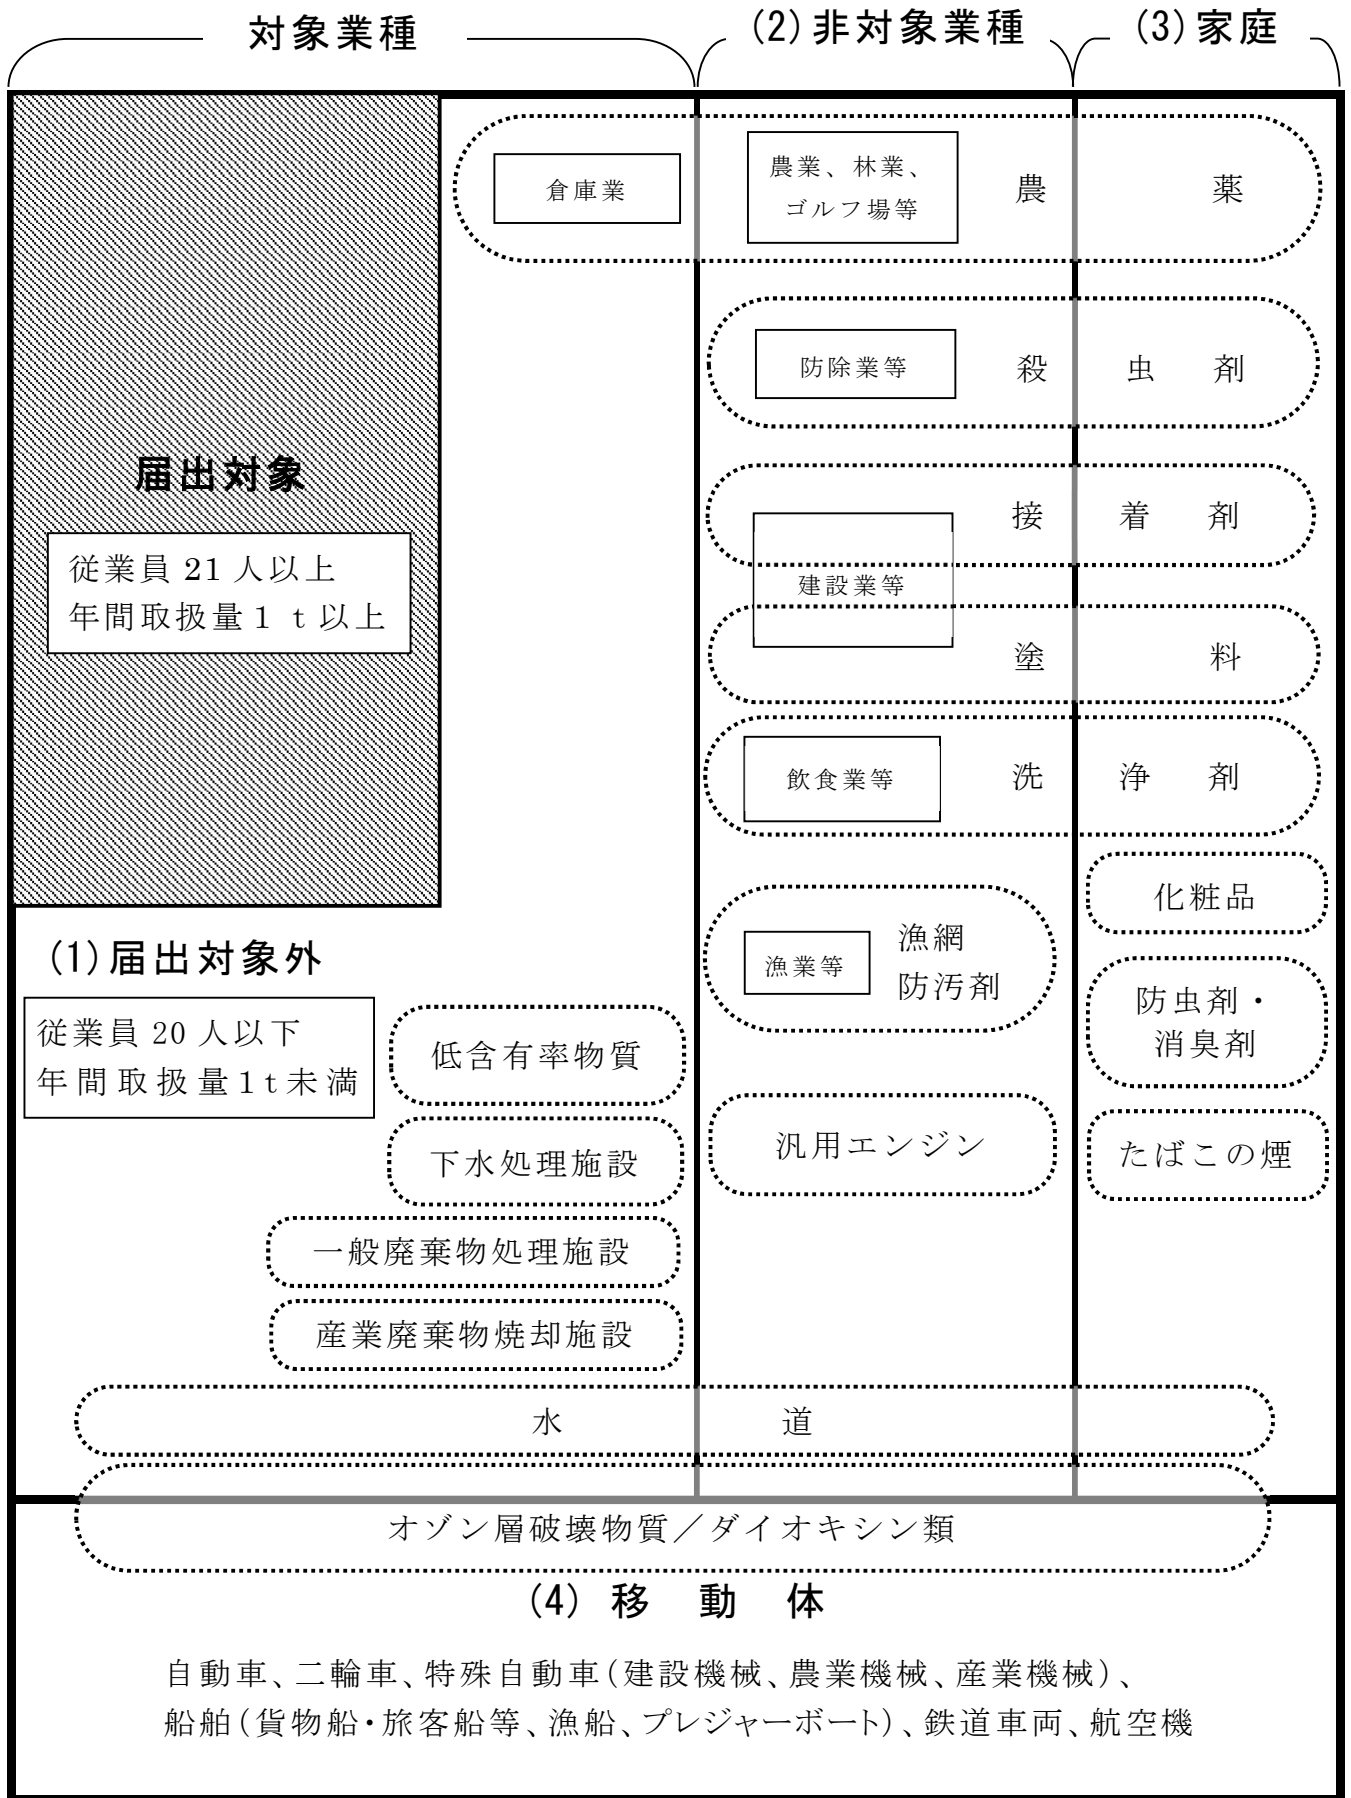 対象業種
(2)非対象業種
(3)家庭
倉庫業
農業、林業、
ゴルフ場等
農 薬
防除業等
殺 虫 剤
届出対象
従業員 21 人以上
年間取扱量１ｔ以上
接 着 剤
建設業等
塗 料
飲食業等
洗 浄 剤
化粧品
漁業等
漁網
防汚剤
防虫剤・
消臭剤
(1)届出対象外
従業員 20 人以下
年間取扱量1t未満
低含有率物質
汎用エンジン
たばこの煙
下水処理施設
一般廃棄物処理施設
産業廃棄物焼却施設
水 道
オゾン層破壊物質／ダイオキシン類
(4) 移 動 体
自動車、二輪車、特殊自動車(建設機械、農業機械、産業機械)、
船舶(貨物船・旅客船等、漁船、プレジャーボート)、鉄道車両、航空機